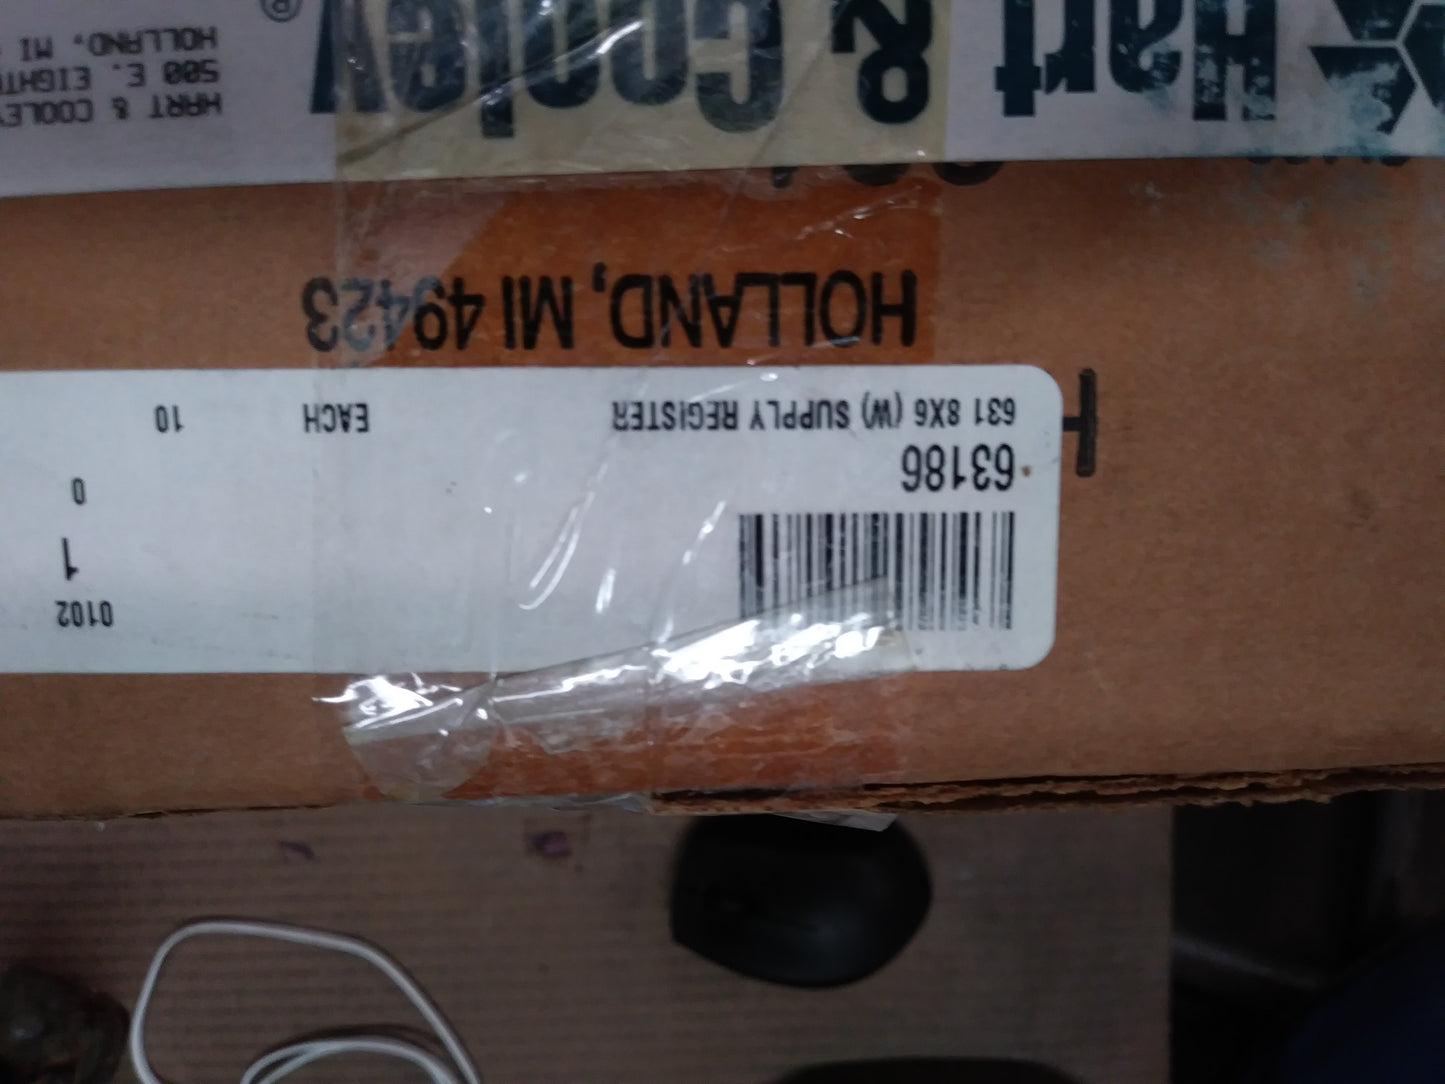 0102
1
0
63186
631 8X6 (W) SUPPLY REGISTER EACH 10
HOLLAND, MI 49423
Hart & Cooley®
HART & COOLEY
500 E. EIGHTH
HOLLAND, MI